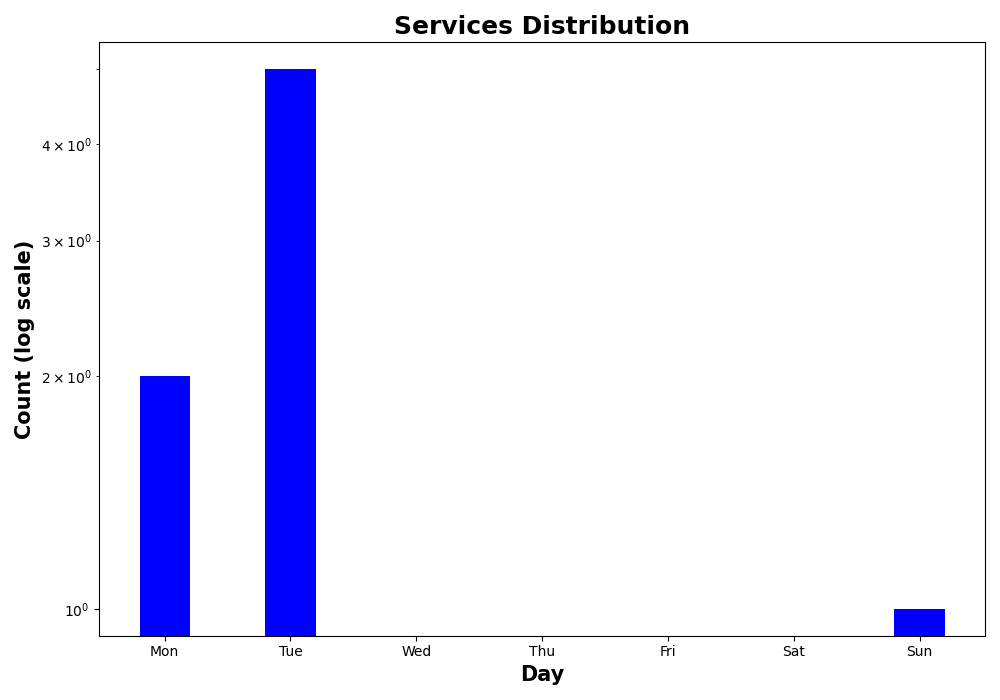 Services Distribution
Count (log scale)
4 × 10⁰
3 × 10⁰
2 × 10⁰
10⁰
Mon Tue Wed Thu Fri Sat Sun
Day